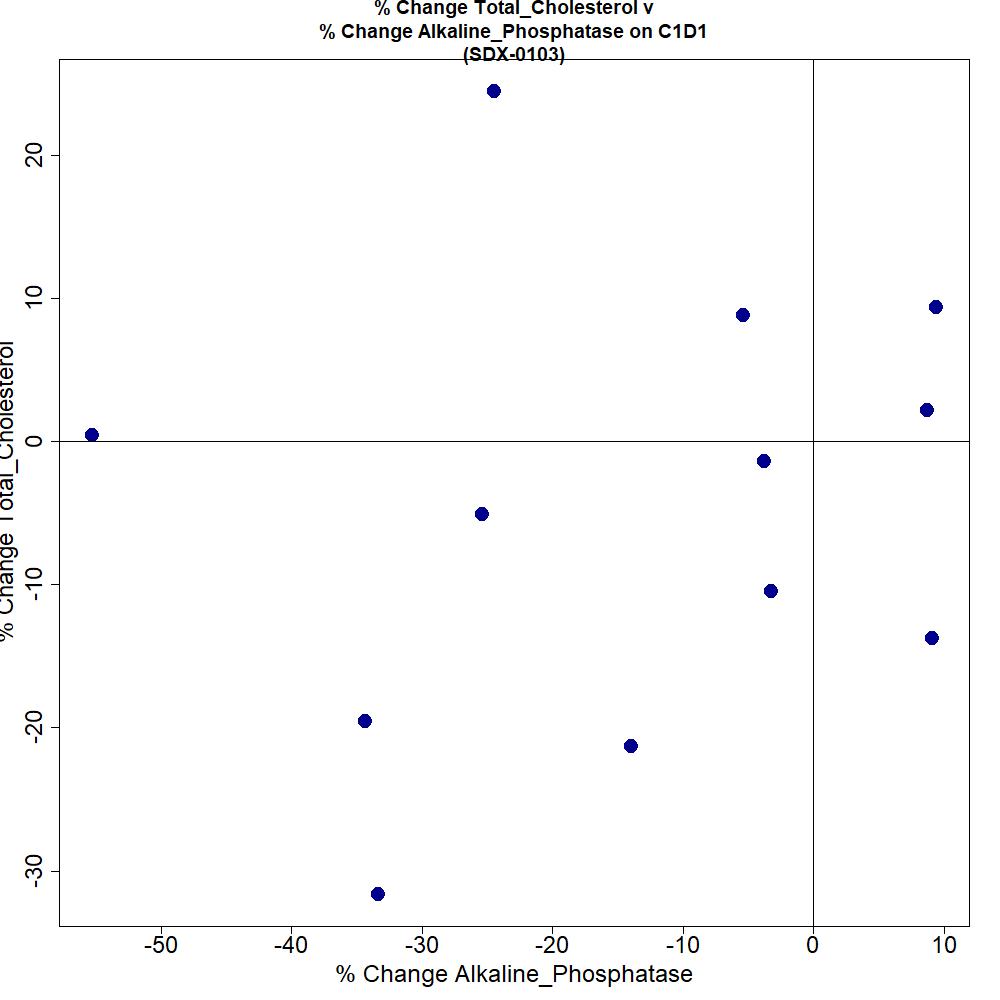 % Change Total_Cholesterol v
% Change Alkaline_Phosphatase on C1D1
(SDX-0103)
% Change Total_Cholesterol
20
10
0
-10
-20
-30
-50
-40
-30
-20
-10
0
10
% Change Alkaline_Phosphatase